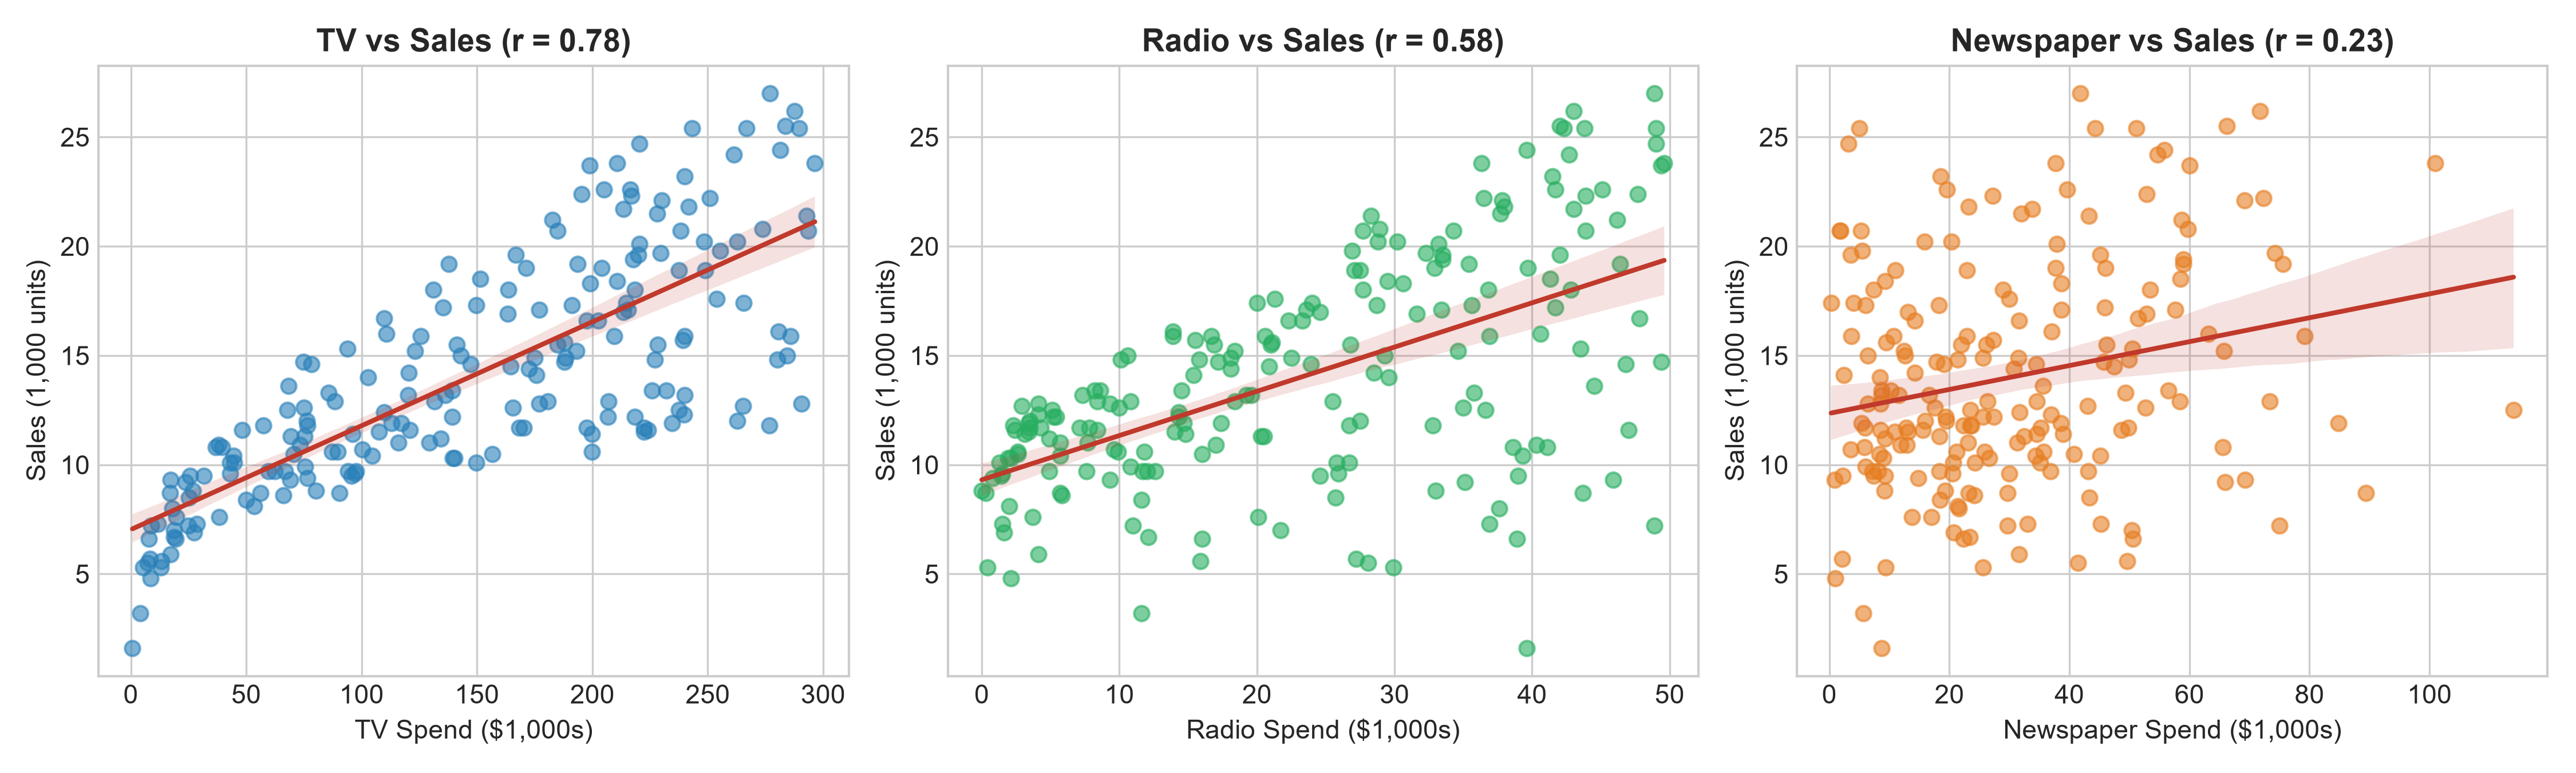 TV vs Sales (r = 0.78)
Sales (1,000 units)
25
20
15
10
5
0 50 100 150 200 250 300
TV Spend ($1,000s)
Radio vs Sales (r = 0.58)
Sales (1,000 units)
25
20
15
10
5
0 10 20 30 40 50
Radio Spend ($1,000s)
Newspaper vs Sales (r = 0.23)
Sales (1,000 units)
25
20
15
10
5
0 20 40 60 80 100
Newspaper Spend ($1,000s)